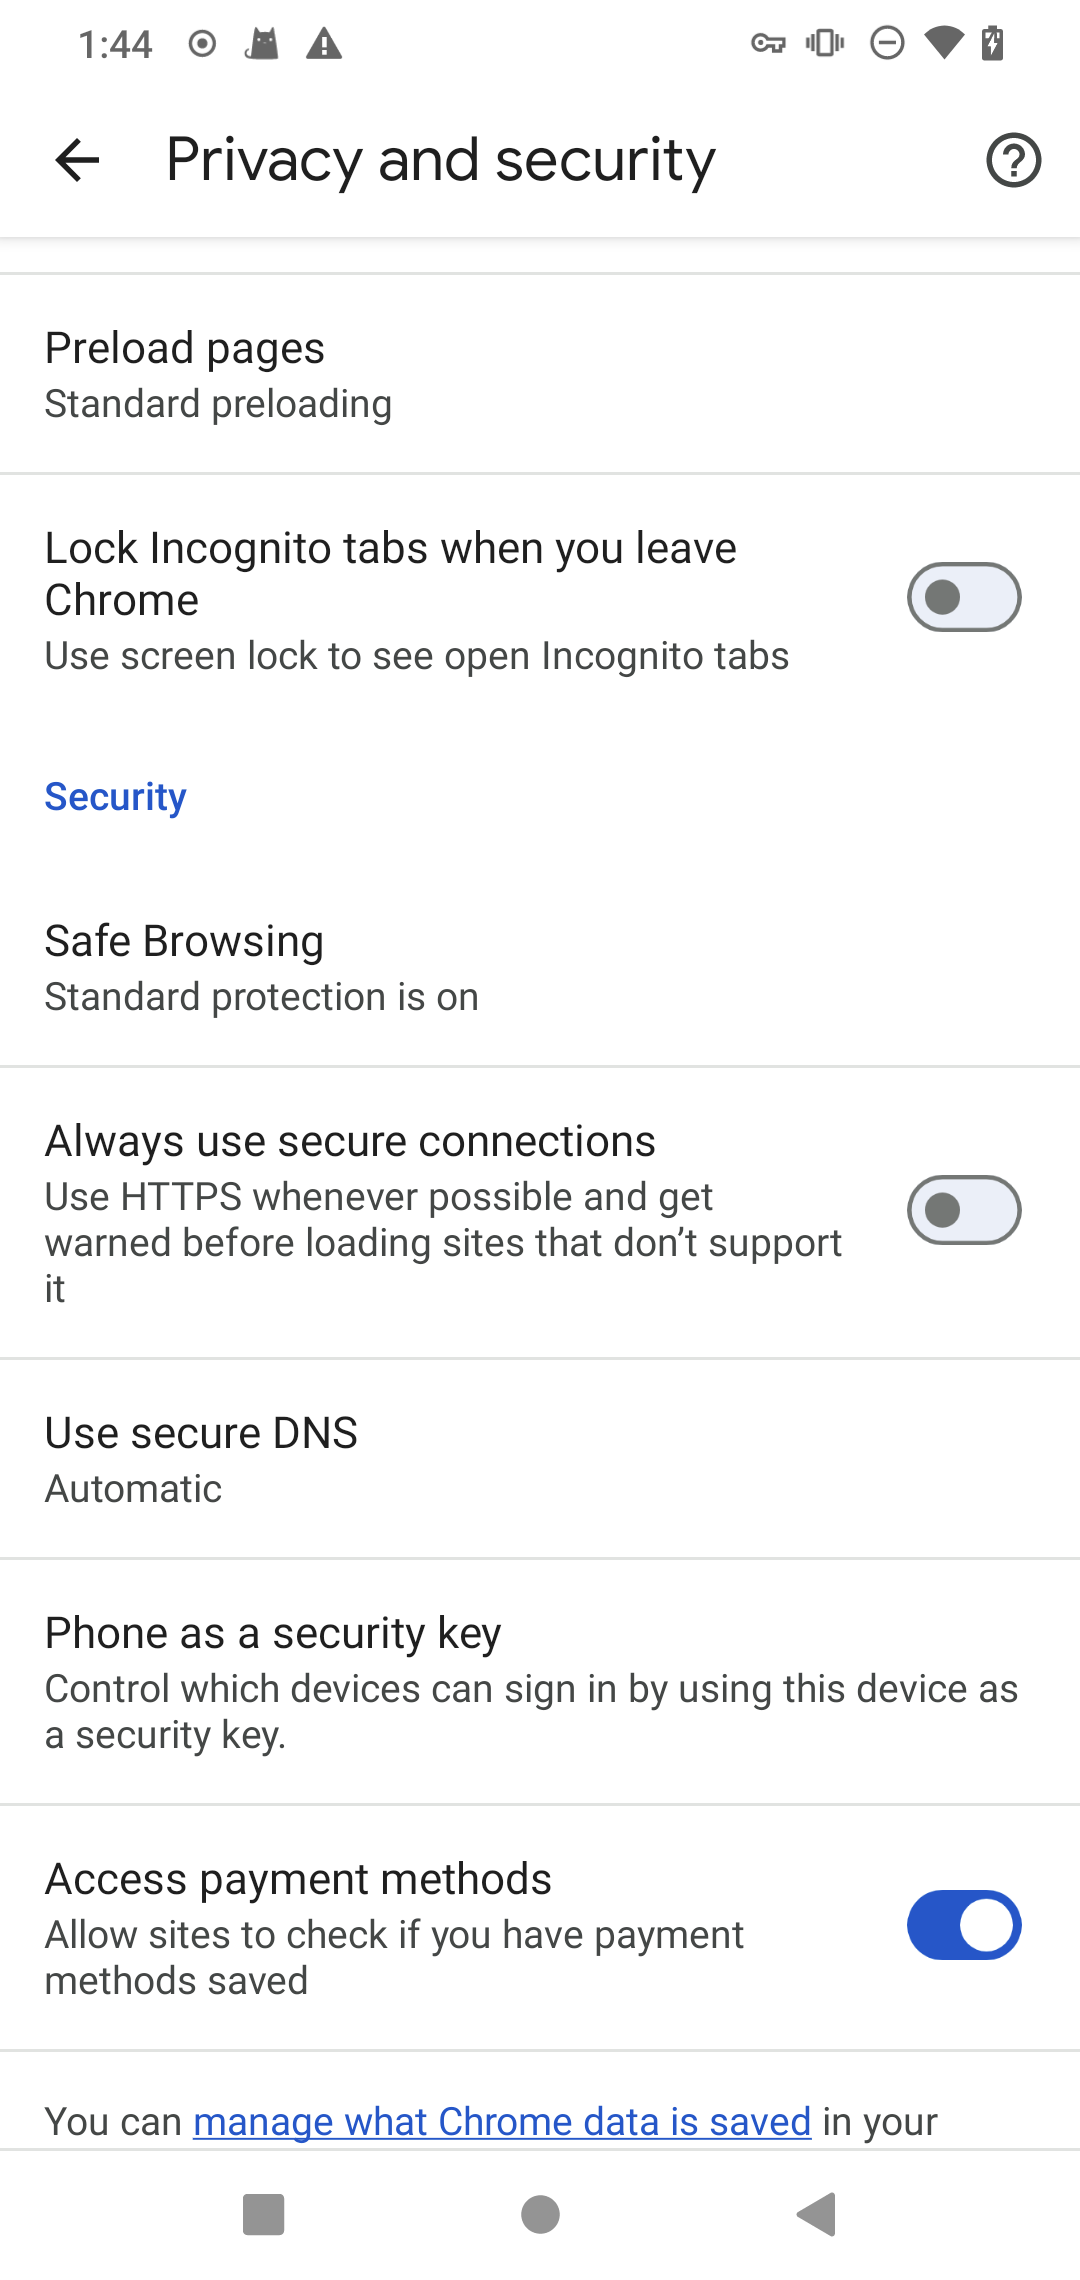 1:44
Privacy and security
Preload pages
Standard preloading
Lock Incognito tabs when you leave
Chrome
Use screen lock to see open Incognito tabs
Security
Safe Browsing
Standard protection is on
Always use secure connections
Use HTTPS whenever possible and get
warned before loading sites that don’t support
it
Use secure DNS
Automatic
Phone as a security key
Control which devices can sign in by using this device as
a security key.
Access payment methods
Allow sites to check if you have payment
methods saved
You can manage what Chrome data is saved in your